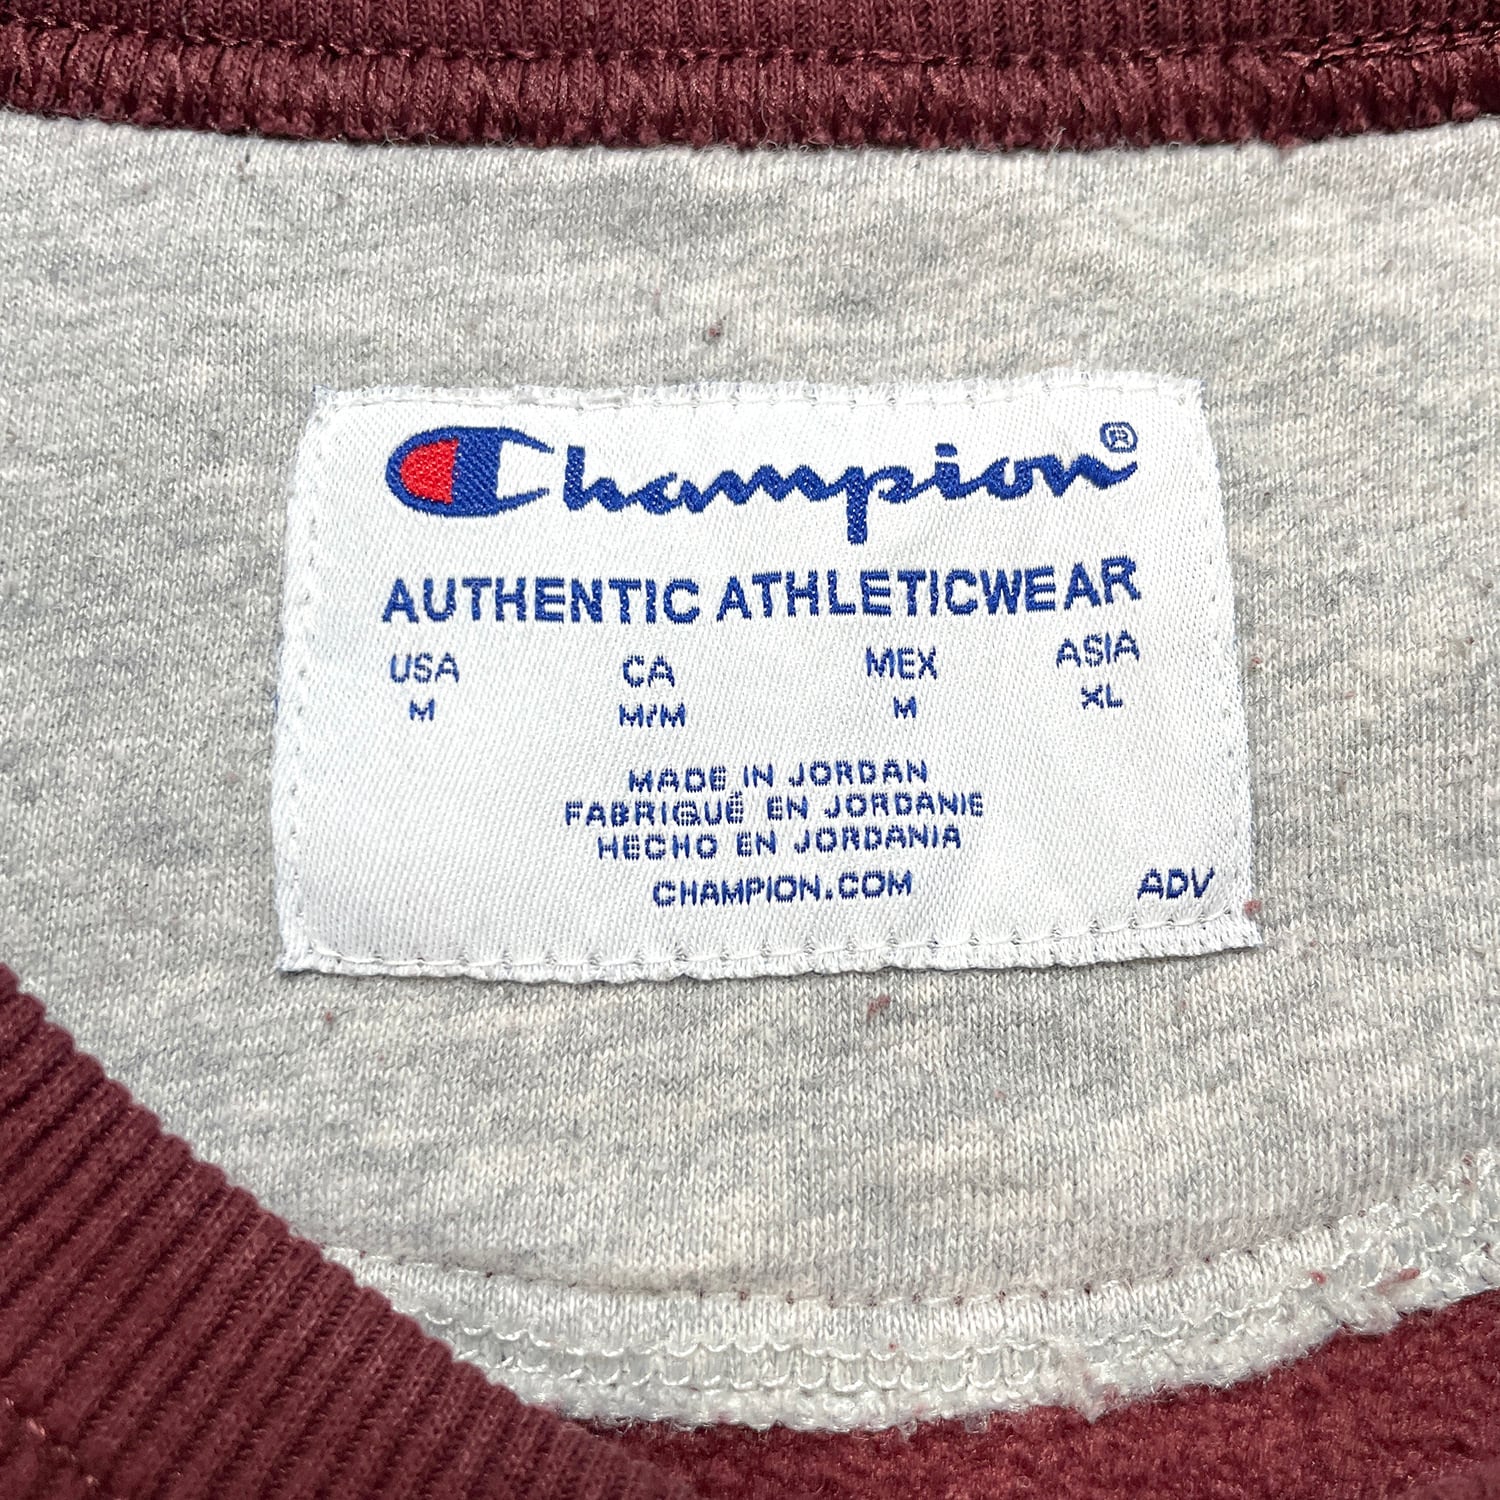 Champion®
AUTHENTIC ATHLETICWEAR
USA CA MEX ASIA
M M/M M XL
MADE IN JORDAN
FABRIQUÉ EN JORDANIE
HECHO EN JORDANIA
CHAMPION.COM ADV